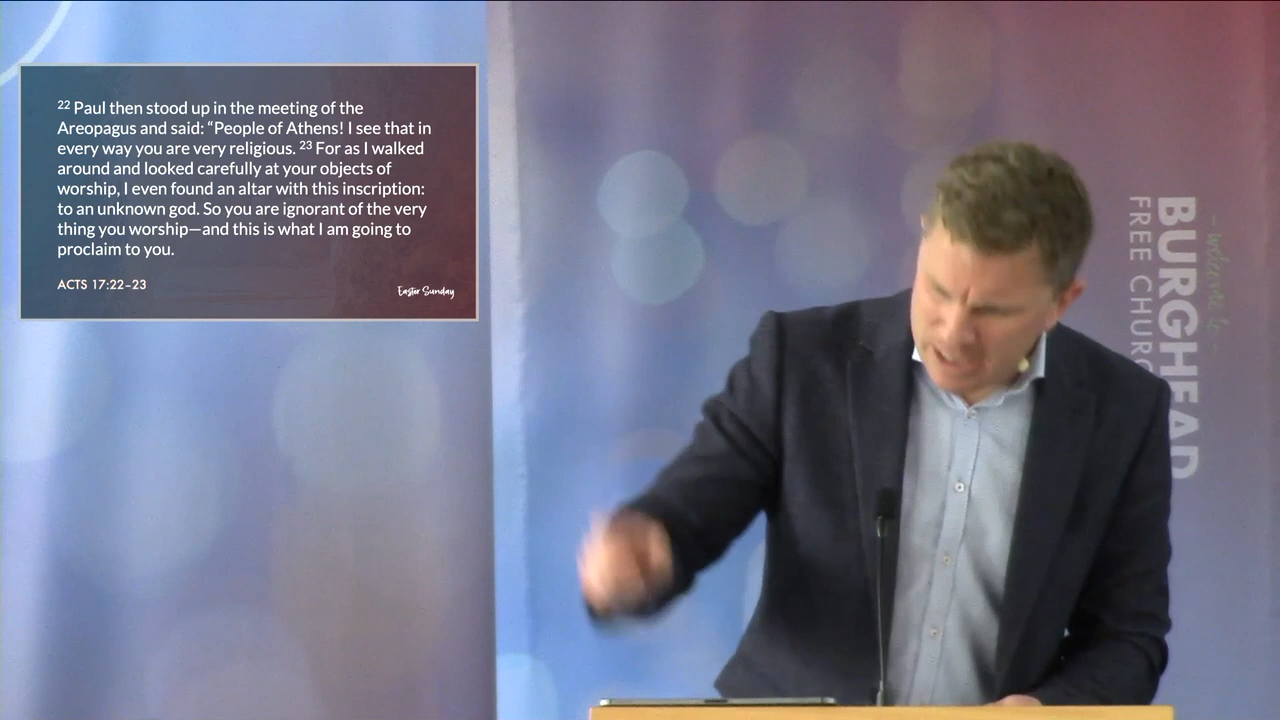 22 Paul then stood up in the meeting of the
Areopagus and said: “People of Athens! I see that in
every way you are very religious. 23 For as I walked
around and looked carefully at your objects of
worship, I even found an altar with this inscription:
to an unknown god. So you are ignorant of the very
thing you worship—and this is what I am going to
proclaim to you.
ACTS 17:22–23
Easter Sunday
-welcome to-
BURGHEAD
FREE CHURC